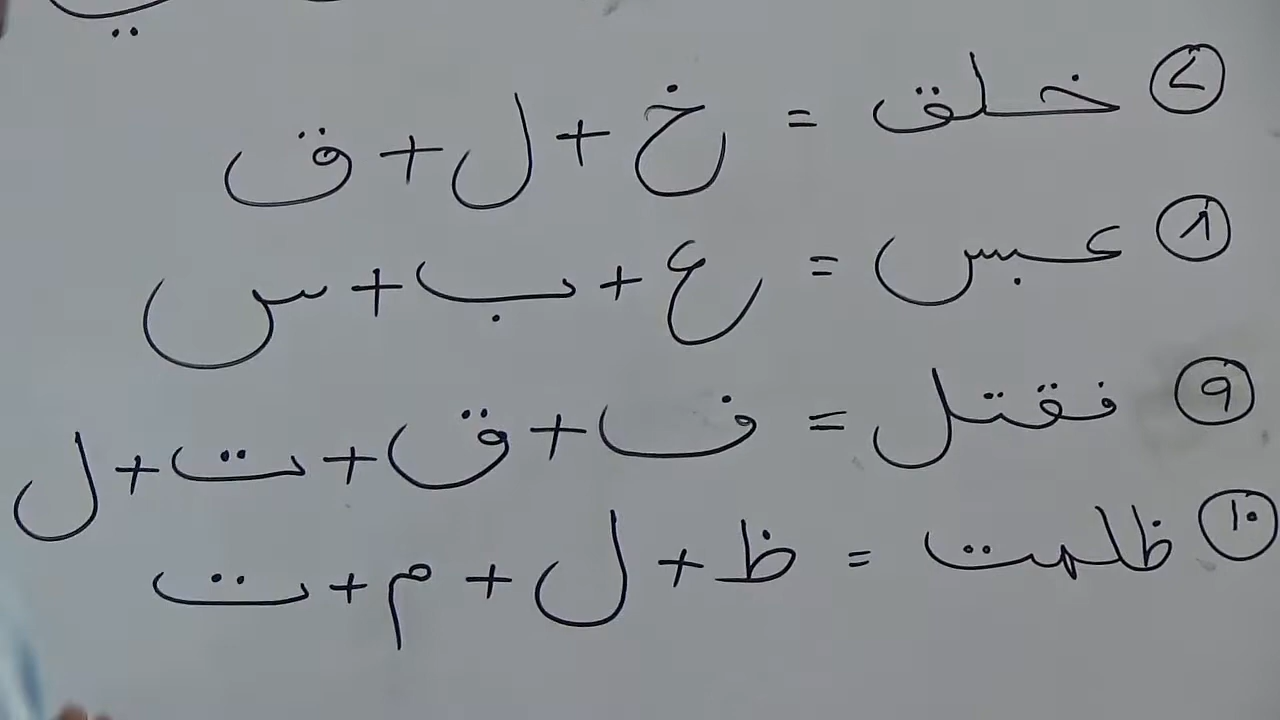 ٧ خلق = خ + ل + ق
٨ عبس = ع + ب + س
٩ فقتل = ف + ق + ت + ل
١٠ ظلمت = ظ + ل + م + ت